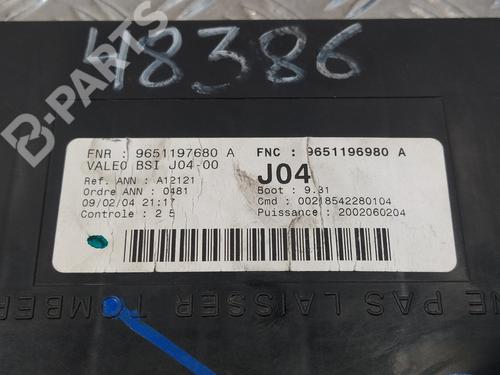 48386
B-PARTS
FNR : 9651197680 A
FNC : 9651196980 A
VALEO BSI J04-00
J04
Ref. ANN : A12121
Ordre ANN : 0481
Boot : 9.31
09/02/04 21:17
Cmd : 00218542280104
Controle : 2 5
Puissance : 2002060204
NE PAS LAISSER TOMBER